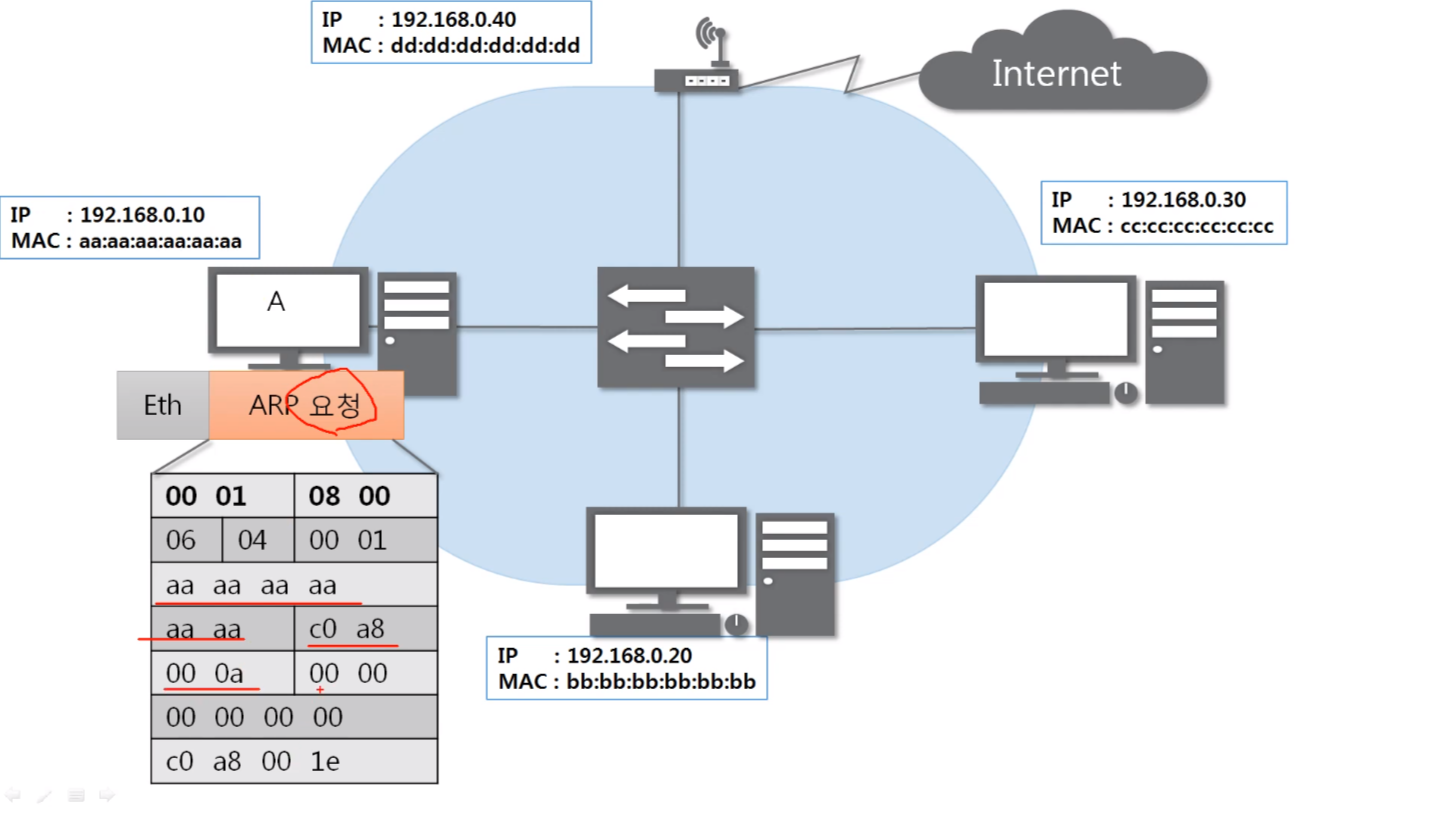 IP : 192.168.0.40
MAC : dd:dd:dd:dd:dd:dd
Internet
IP : 192.168.0.10
MAC : aa:aa:aa:aa:aa:aa
IP : 192.168.0.30
MAC : cc:cc:cc:cc:cc:cc
A
Eth ARP 요청
00 01 08 00
06 04 00 01
aa aa aa aa
aa aa c0 a8
00 0a 00 00
00 00 00 00
c0 a8 00 1e
IP : 192.168.0.20
MAC : bb:bb:bb:bb:bb:bb